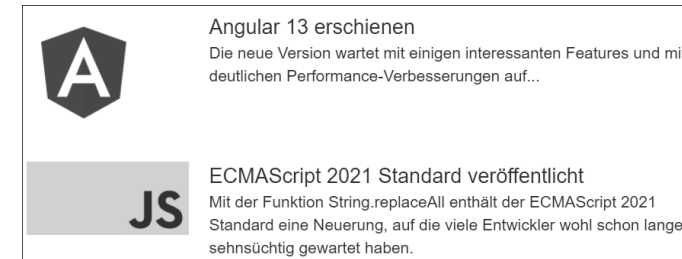 A
Angular 13 erschienen
Die neue Version wartet mit einigen interessanten Features und mi
deutlichen Performance-Verbesserungen auf...
JS
ECMAScript 2021 Standard veröffentlicht
Mit der Funktion String.replaceAll enthält der ECMAScript 2021
Standard eine Neuerung, auf die viele Entwickler wohl schon lange
sehnsüchtig gewartet haben.